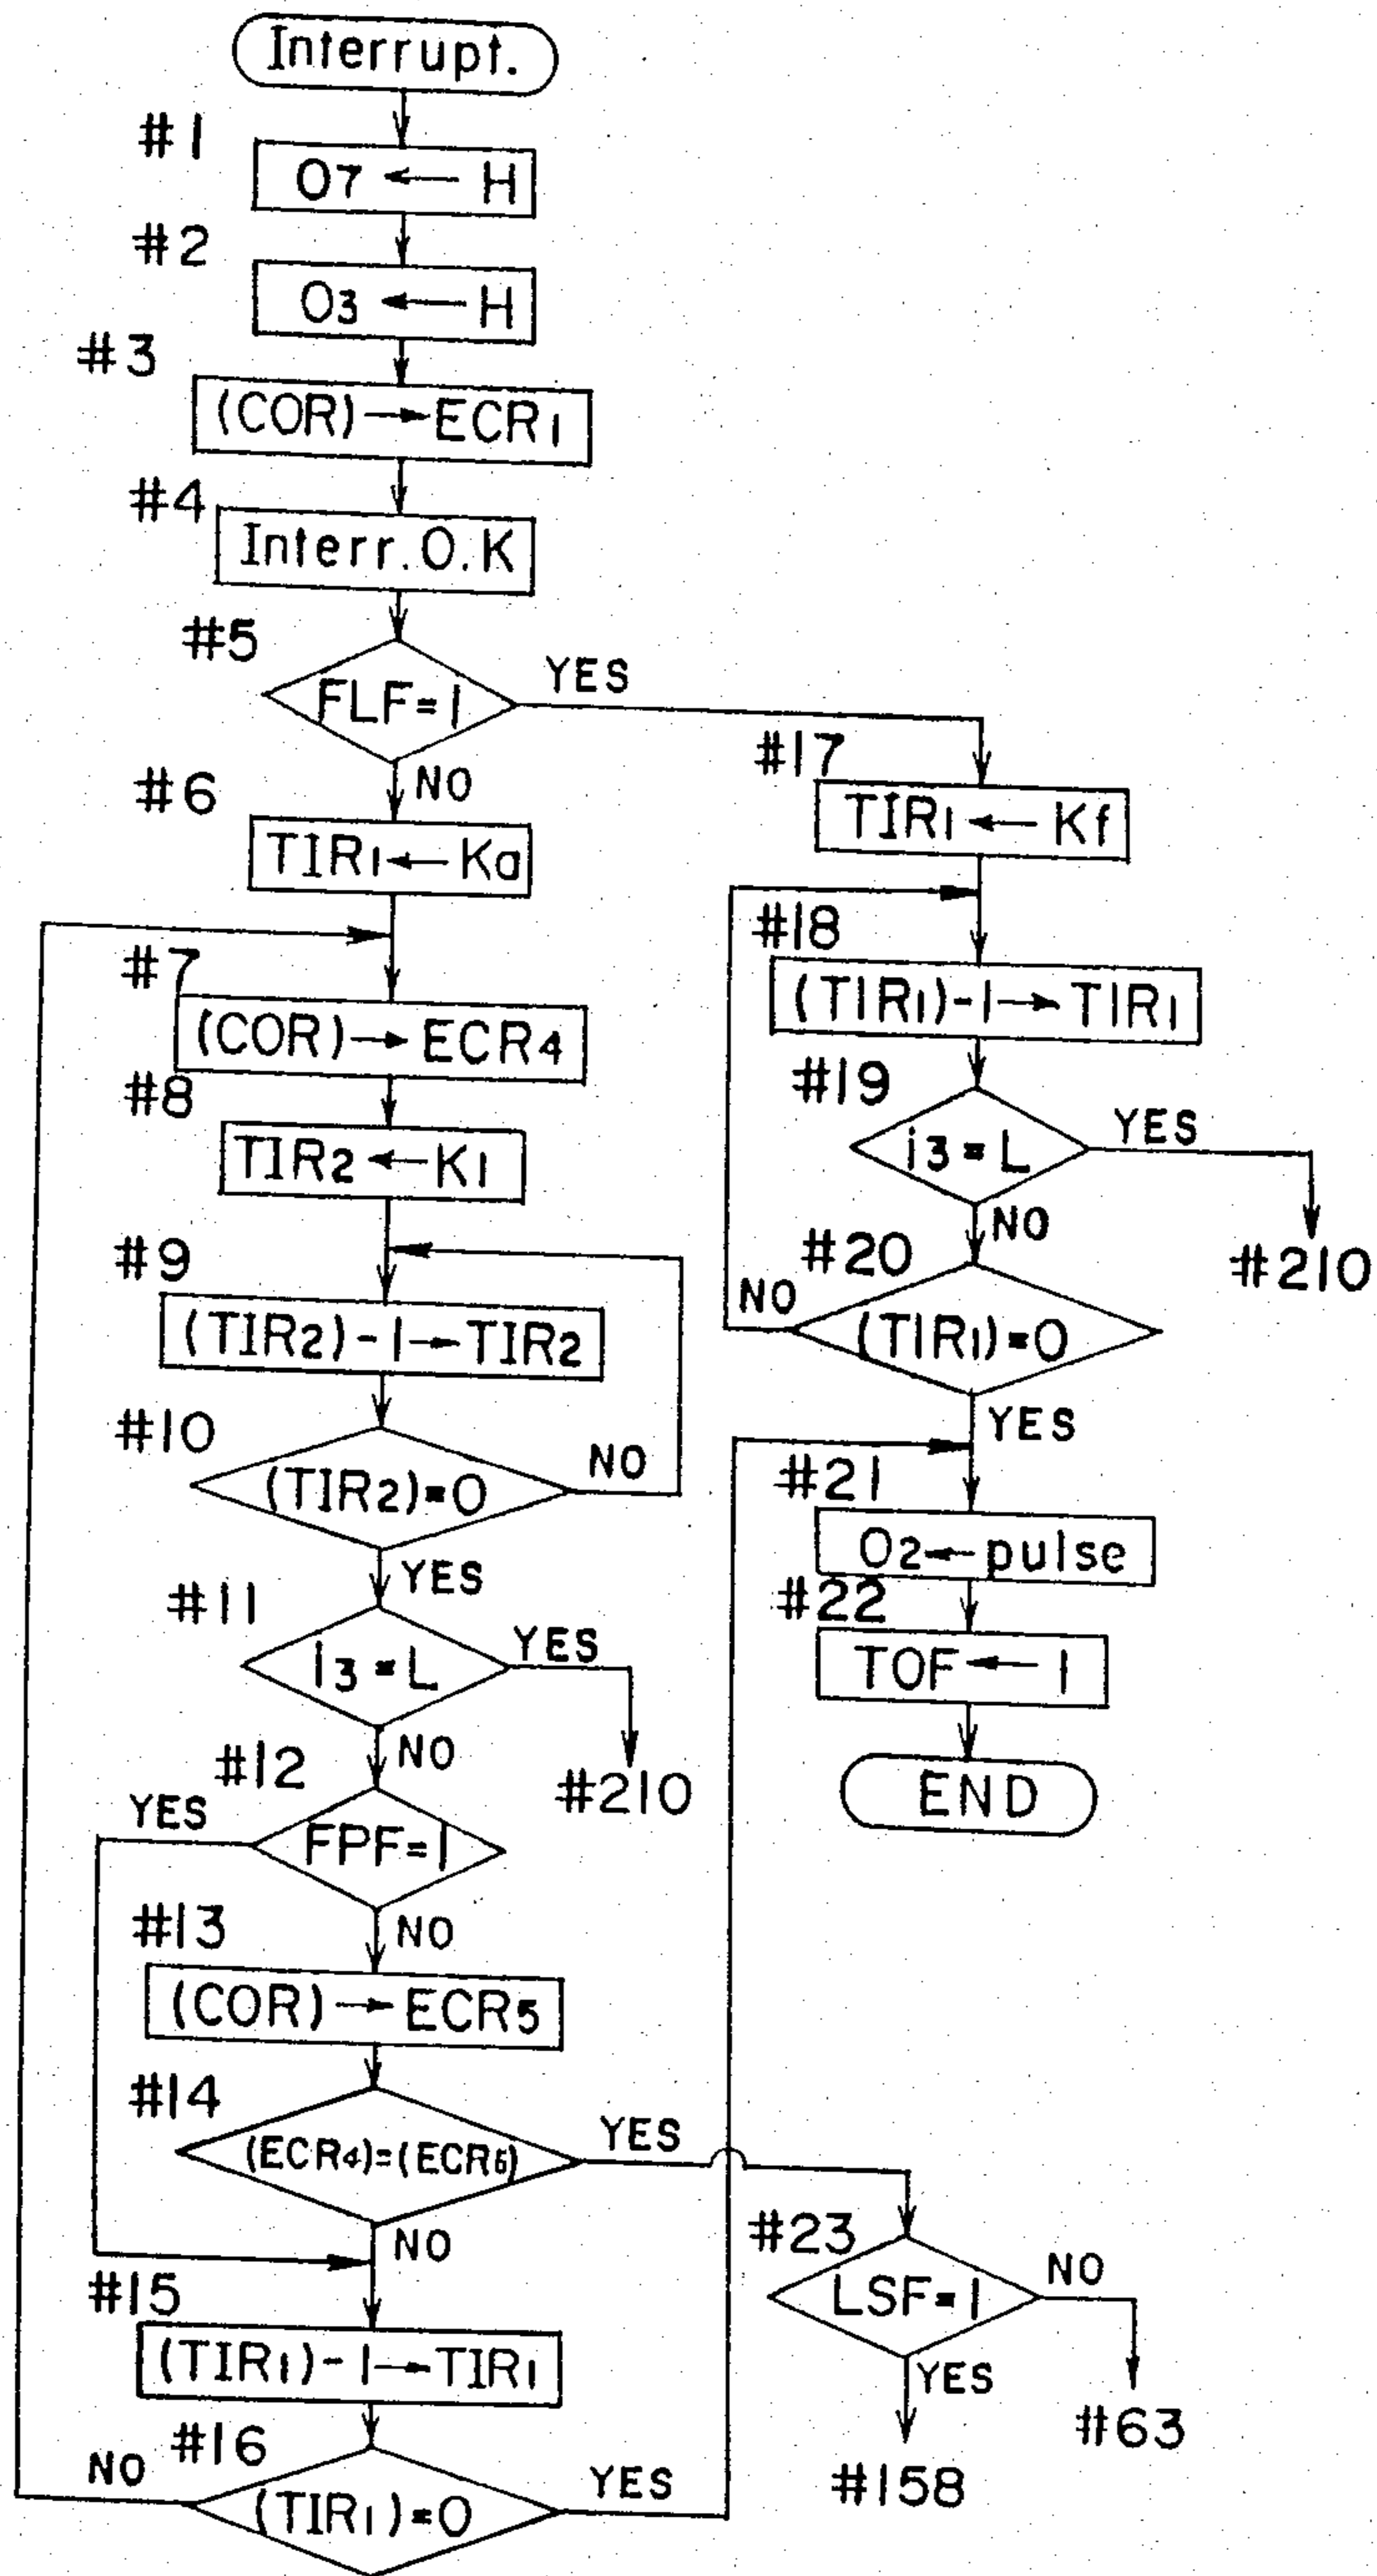 Interrupt.
#1
O7 ← H
#2
O3 ← H
#3
(COR) → ECR1
#4
Interr. O.K
#5
FLF=1
YES
NO
#6
TIR1 ← Ka
#7
(COR) → ECR4
#8
TIR2 ← K1
#9
(TIR2)-1 → TIR2
#10
(TIR2)=0
NO
YES
#11
i3=L
YES
#210
NO
#12
FPF=1
YES
NO
#13
(COR) → ECR5
#14
(ECR4)=(ECR5)
YES
NO
#15
(TIR1)-1 → TIR1
#16
(TIR1)=0
NO
YES
#17
TIR1 ← Kf
#18
(TIR1)-1 → TIR1
#19
i3=L
YES
#210
NO
#20
(TIR1)=0
NO
YES
#21
O2 ← pulse
#22
TOF ← 1
END
#23
LSF=1
NO
#63
YES
#158